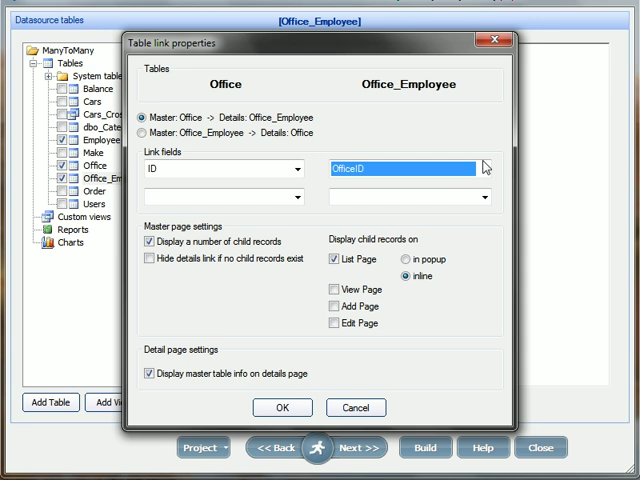 Datasource tables
[Office_Employee]
ManyToMany
Tables
System table
Balance
Cars
Cars_Cros
dbo_Cate
Employee
Make
Office
Office_Em
Order
Users
Custom views
Reports
Charts
Add Table
Add Vi
Table link properties
Tables
Office
Office_Employee
Master: Office -> Details: Office_Employee
Master: Office_Employee -> Details: Office
Link fields
ID
OfficeID
Master page settings
Display a number of child records
Hide details link if no child records exist
Display child records on
List Page
in popup
inline
View Page
Add Page
Edit Page
Detail page settings
Display master table info on details page
OK
Cancel
Project
<< Back
Next >>
Build
Help
Close